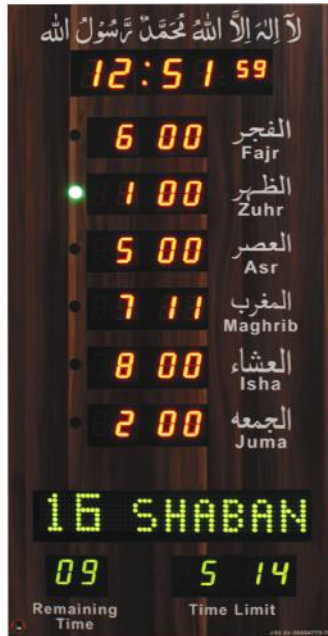 لآ اِلٰهَ اِلَّا اللهُ مُحَمَّدٌ رَّسُوْلُ الله
12:51 59
6 00 الفجر
Fajr
1 00 الظهر
Zuhr
5 00 العصر
Asr
7 11 المغرب
Maghrib
8 00 العشاء
Isha
2 00 الجمعه
Juma
16 SHABAN
09 5 14
Remaining Time Limit
Time